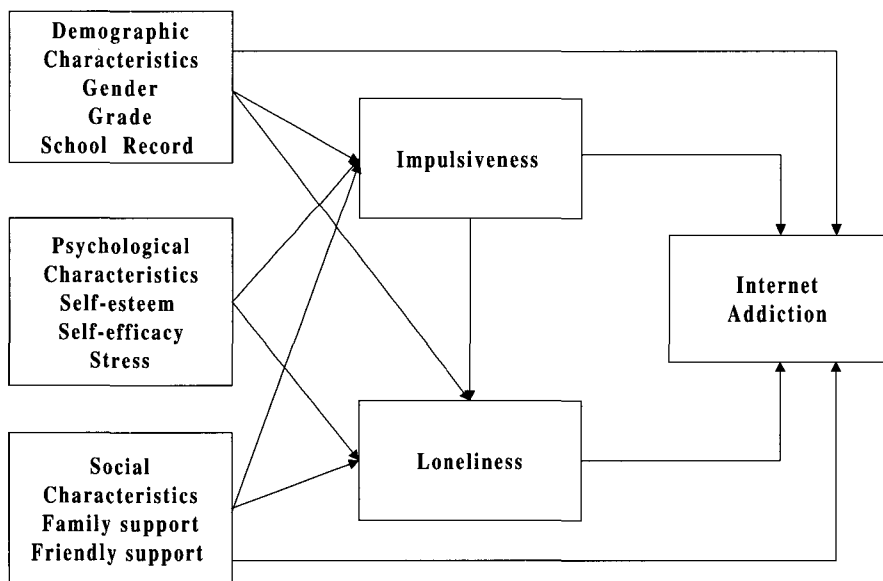 Demographic
Characteristics
Gender
Grade
School Record
Impulsiveness
Psychological
Characteristics
Self-esteem
Self-efficacy
Stress
Internet
Addiction
Social
Characteristics
Family support
Friendly support
Loneliness